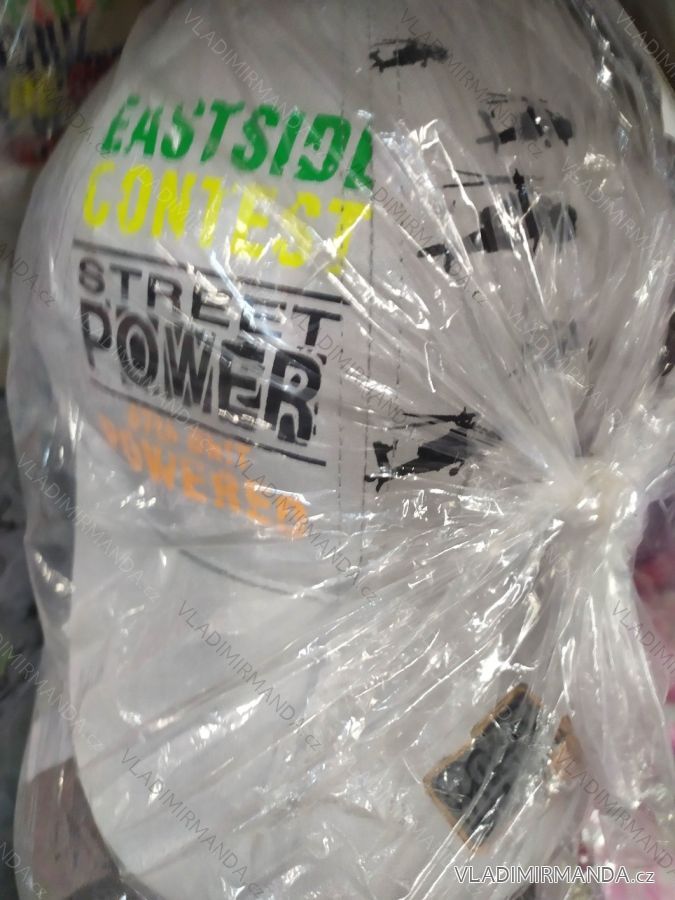 EASTSIDE
CONTEST
STREET
POWER
POWERED
VLADIMIRMANDA.cz